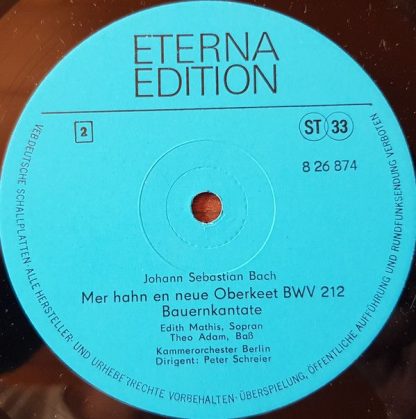 ETERNA
EDITION
2
ST 33
8 26 874
Johann Sebastian Bach
Mer hahn en neue Oberkeet BWV 212
Bauernkantate
Edith Mathis, Sopran
Theo Adam, Baß
Kammerorchester Berlin
Dirigent: Peter Schreier
VEB DEUTSCHE SCHALLPLATTEN · ALLE HERSTELLER- UND URHEBERRECHTE VORBEHALTEN · ÜBERSPIELUNG, ÖFFENTLICHE AUFFÜHRUNG UND RUNDFUNKSENDUNG VERBOTEN